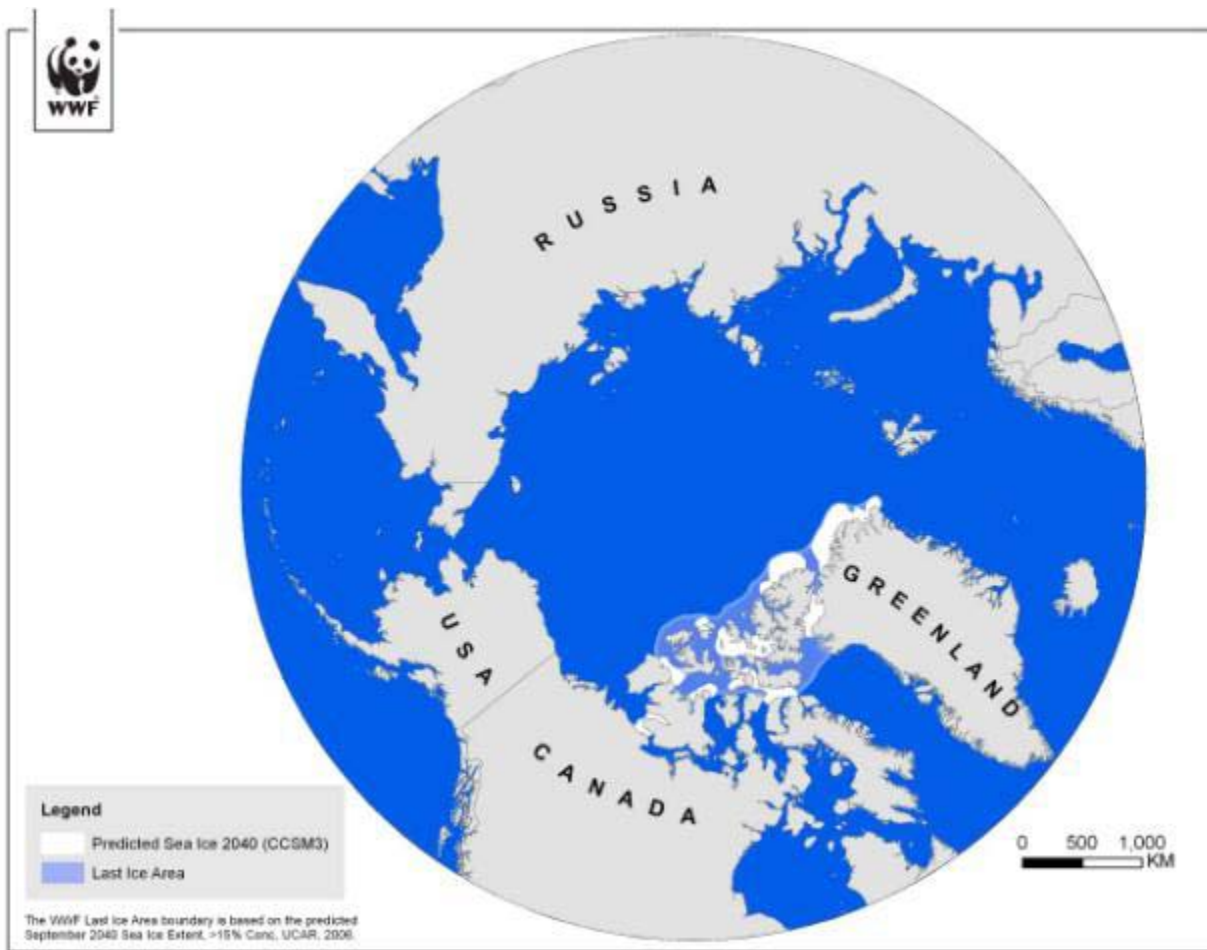 WWF
RUSSIA
USA
CANADA
GREENLAND
Legend
Predicted Sea Ice 2040 (CCSM3)
Last Ice Area
0 500 1,000
KM
The WWF Last Ice Area boundary is based on the predicted
September 2040 Sea Ice Extent, >15% Conc, UCAR, 2006.